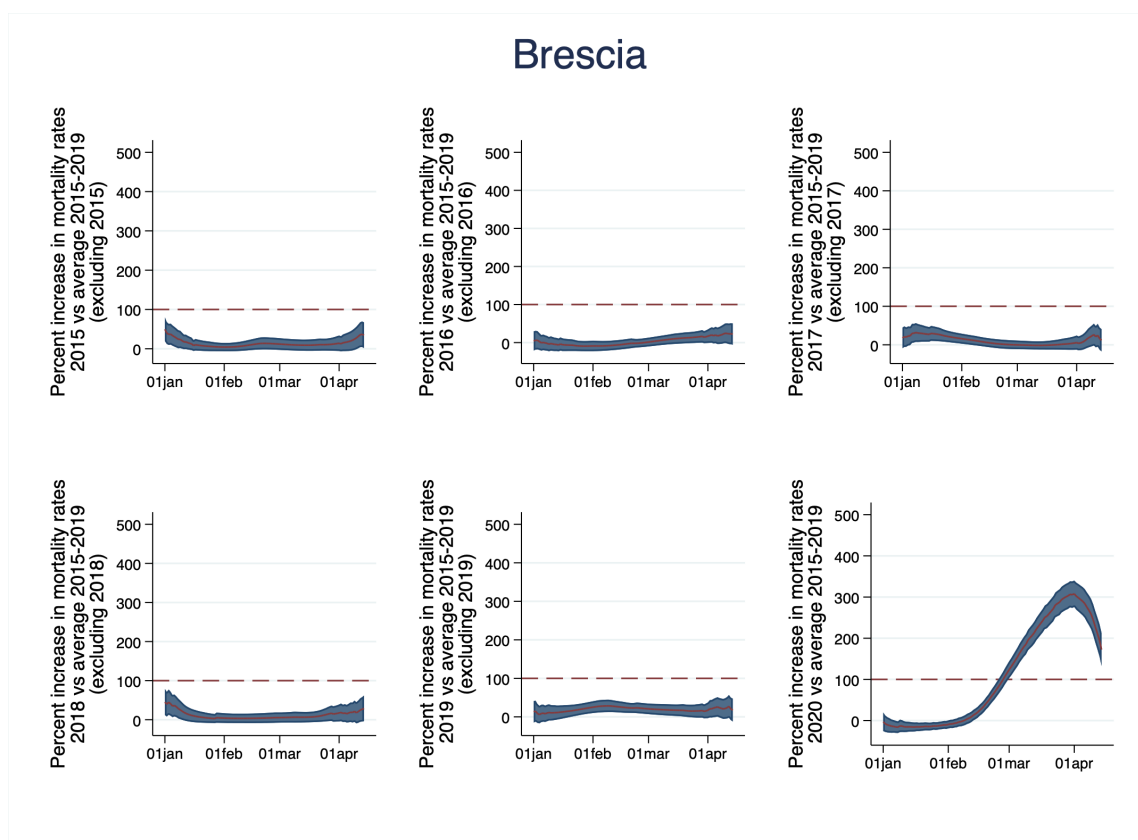 Brescia
Percent increase in mortality rates
2015 vs average 2015-2019
(excluding 2015)
500
400
300
200
100
0
01jan 01feb 01mar 01apr
Percent increase in mortality rates
2016 vs average 2015-2019
(excluding 2016)
500
400
300
200
100
0
01jan 01feb 01mar 01apr
Percent increase in mortality rates
2017 vs average 2015-2019
(excluding 2017)
500
400
300
200
100
0
01jan 01feb 01mar 01apr
Percent increase in mortality rates
2018 vs average 2015-2019
(excluding 2018)
500
400
300
200
100
0
01jan 01feb 01mar 01apr
Percent increase in mortality rates
2019 vs average 2015-2019
(excluding 2019)
500
400
300
200
100
0
01jan 01feb 01mar 01apr
Percent increase in mortality rates
2020 vs average 2015-2019
500
400
300
200
100
0
01jan 01feb 01mar 01apr